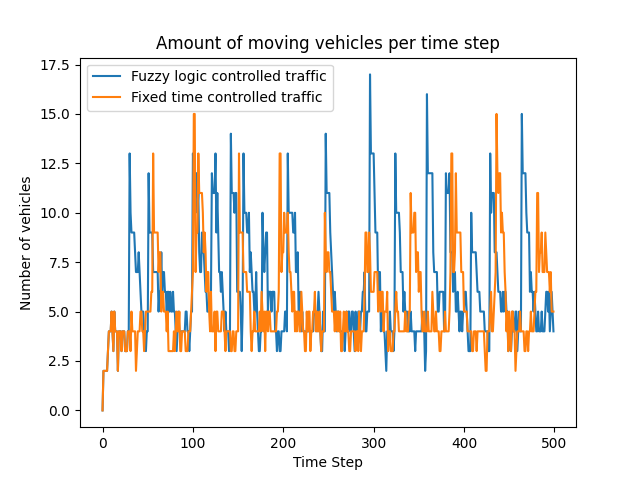 Amount of moving vehicles per time step
Fuzzy logic controlled traffic
Fixed time controlled traffic
17.5
15.0
12.5
10.0
7.5
5.0
2.5
0.0
Number of vehicles
0 100 200 300 400 500
Time Step